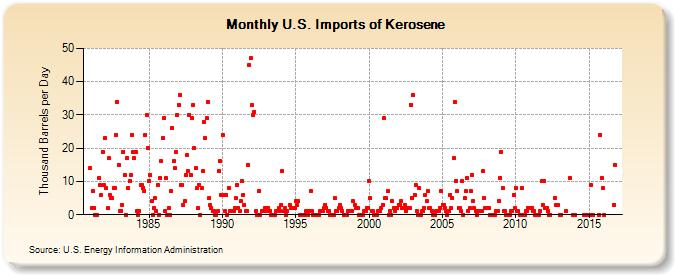 Monthly U.S. Imports of Kerosene
Thousand Barrels per Day
50
40
30
20
10
0
1985 1990 1995 2000 2005 2010 2015
Source: U.S. Energy Information Administration